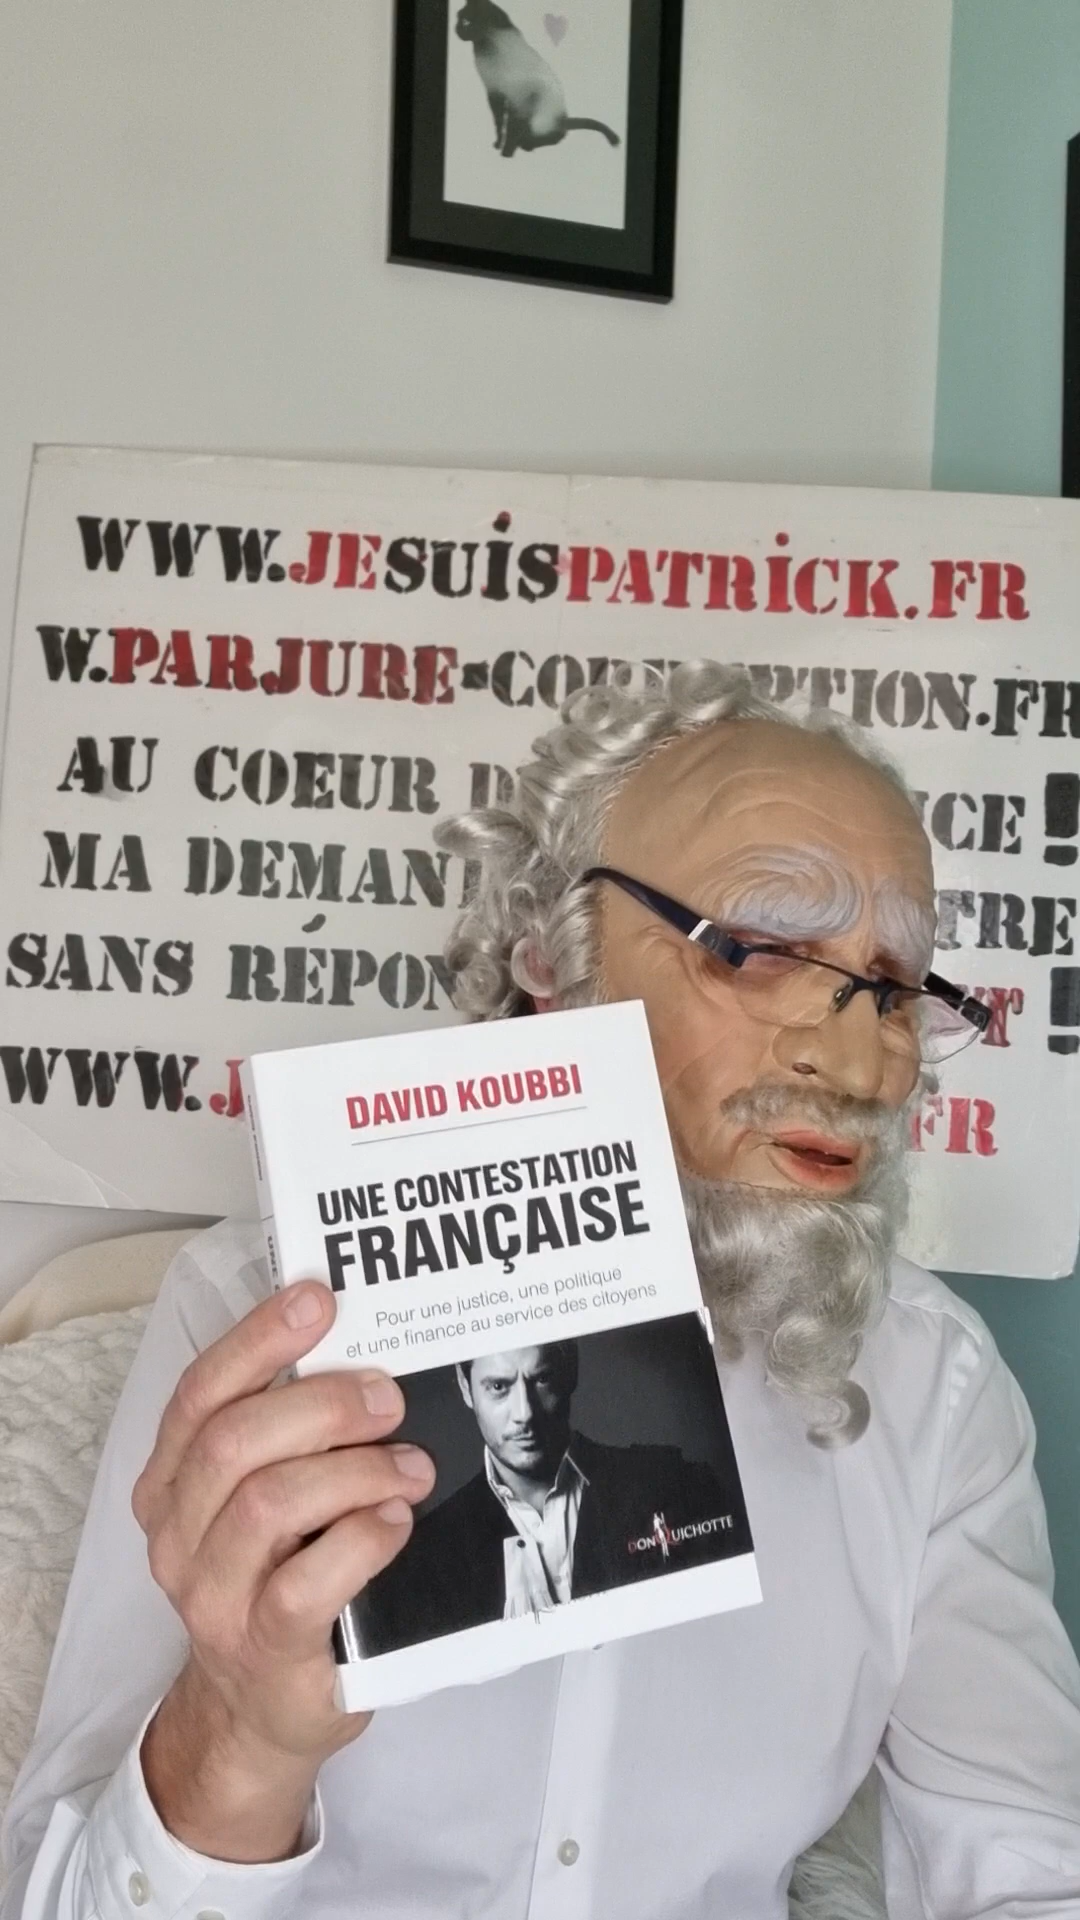 WWW.JESUISPATRICK.FR
W.PARJURE-CO PTION.FR
AU COEUR D CE !
MA DEMAN TRE
SANS RÉPON !
WWW.J FR
DAVID KOUBBI
UNE CONTESTATION
FRANÇAISE
Pour une justice, une politique
et une finance au service des citoyens
DON QUICHOTTE